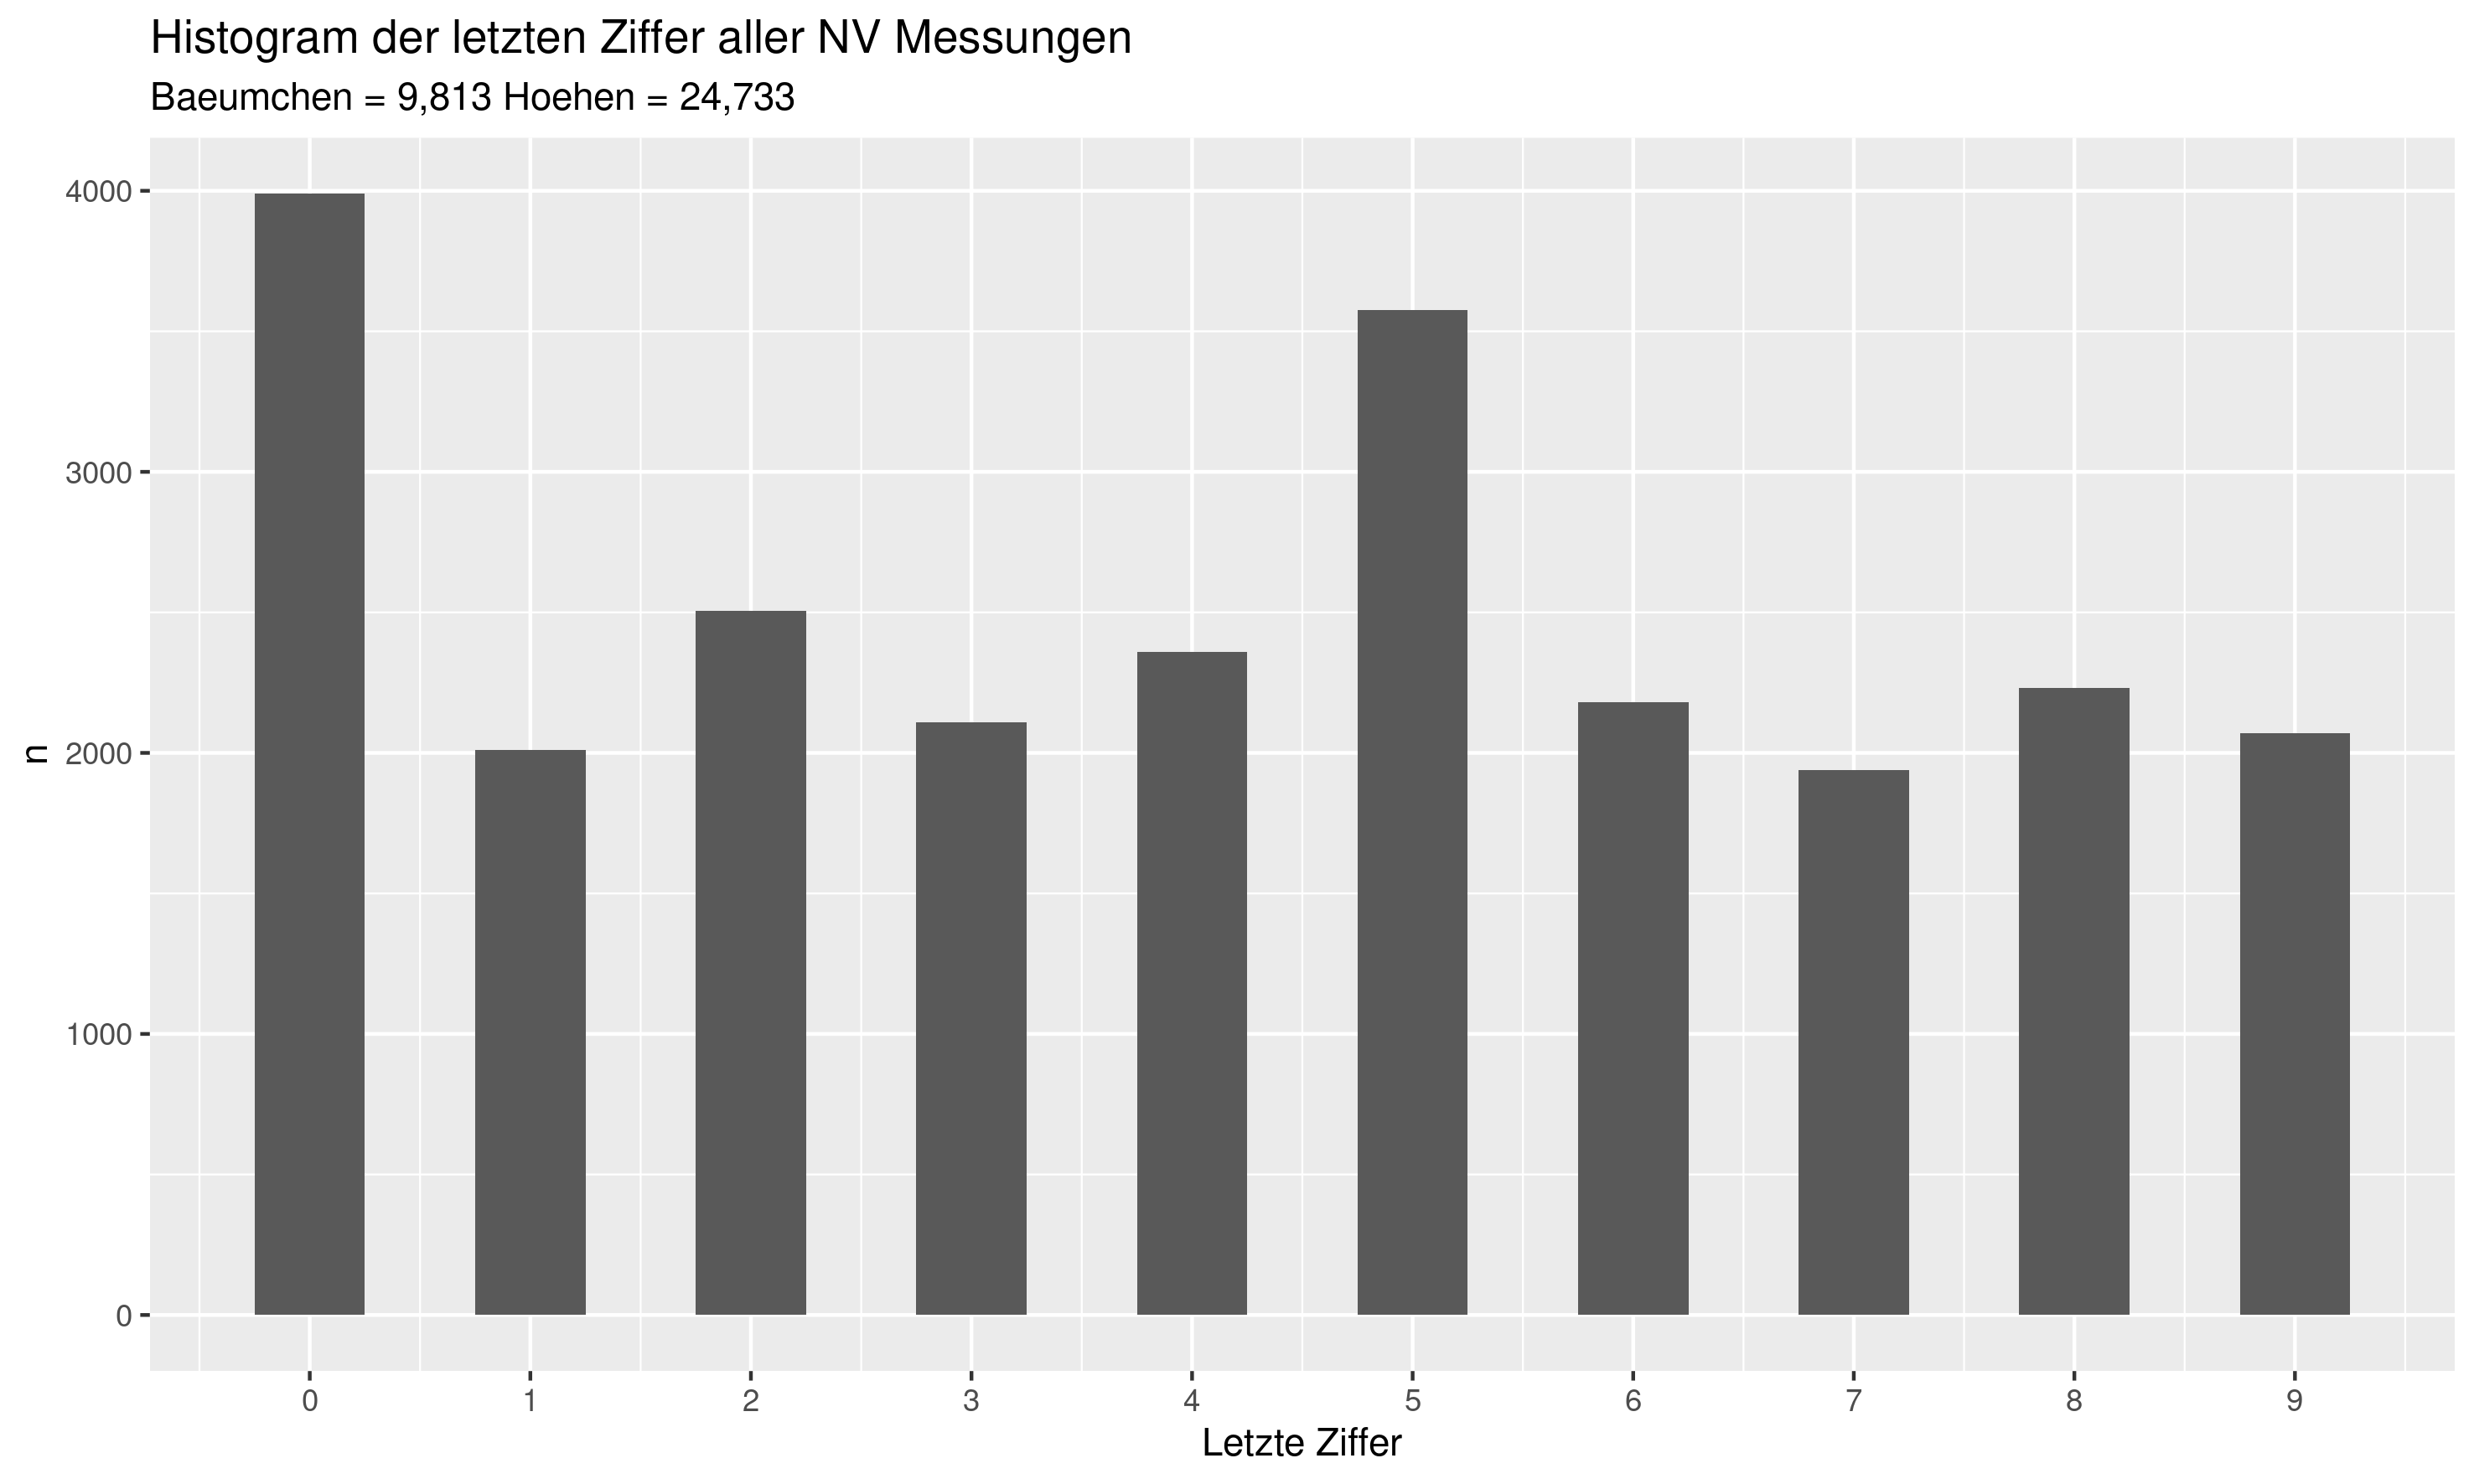 Histogram der letzten Ziffer aller NV Messungen
Baeumchen = 9,813 Hoehen = 24,733
4000
3000
2000
1000
0
n
0 1 2 3 4 5 6 7 8 9
Letzte Ziffer